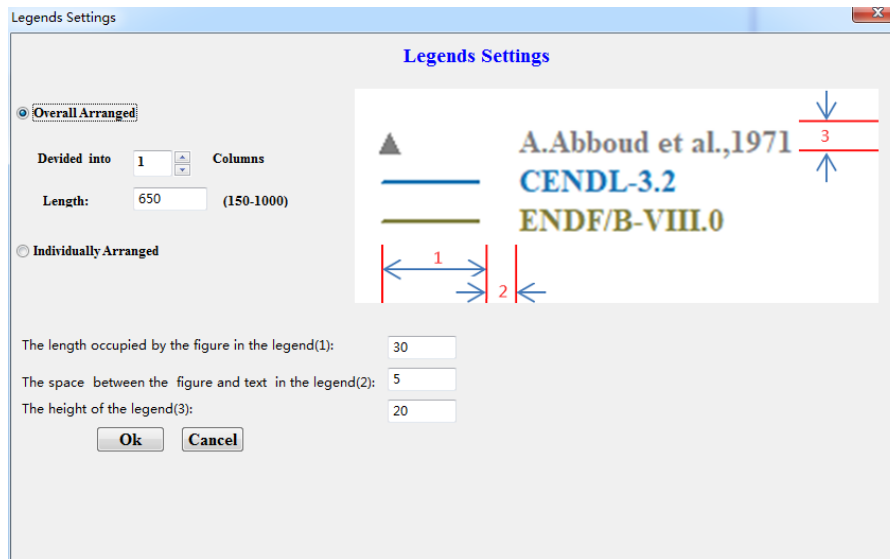 Legends Settings
x
Legends Settings
Overall Arranged
Devided into 1 Columns
Length: 650 (150-1000)
Individually Arranged
A.Abboud et al.,1971 3
CENDL-3.2
ENDF/B-VIII.0
1
2
The length occupied by the figure in the legend(1): 30
The space between the figure and text in the legend(2): 5
The height of the legend(3): 20
Ok Cancel